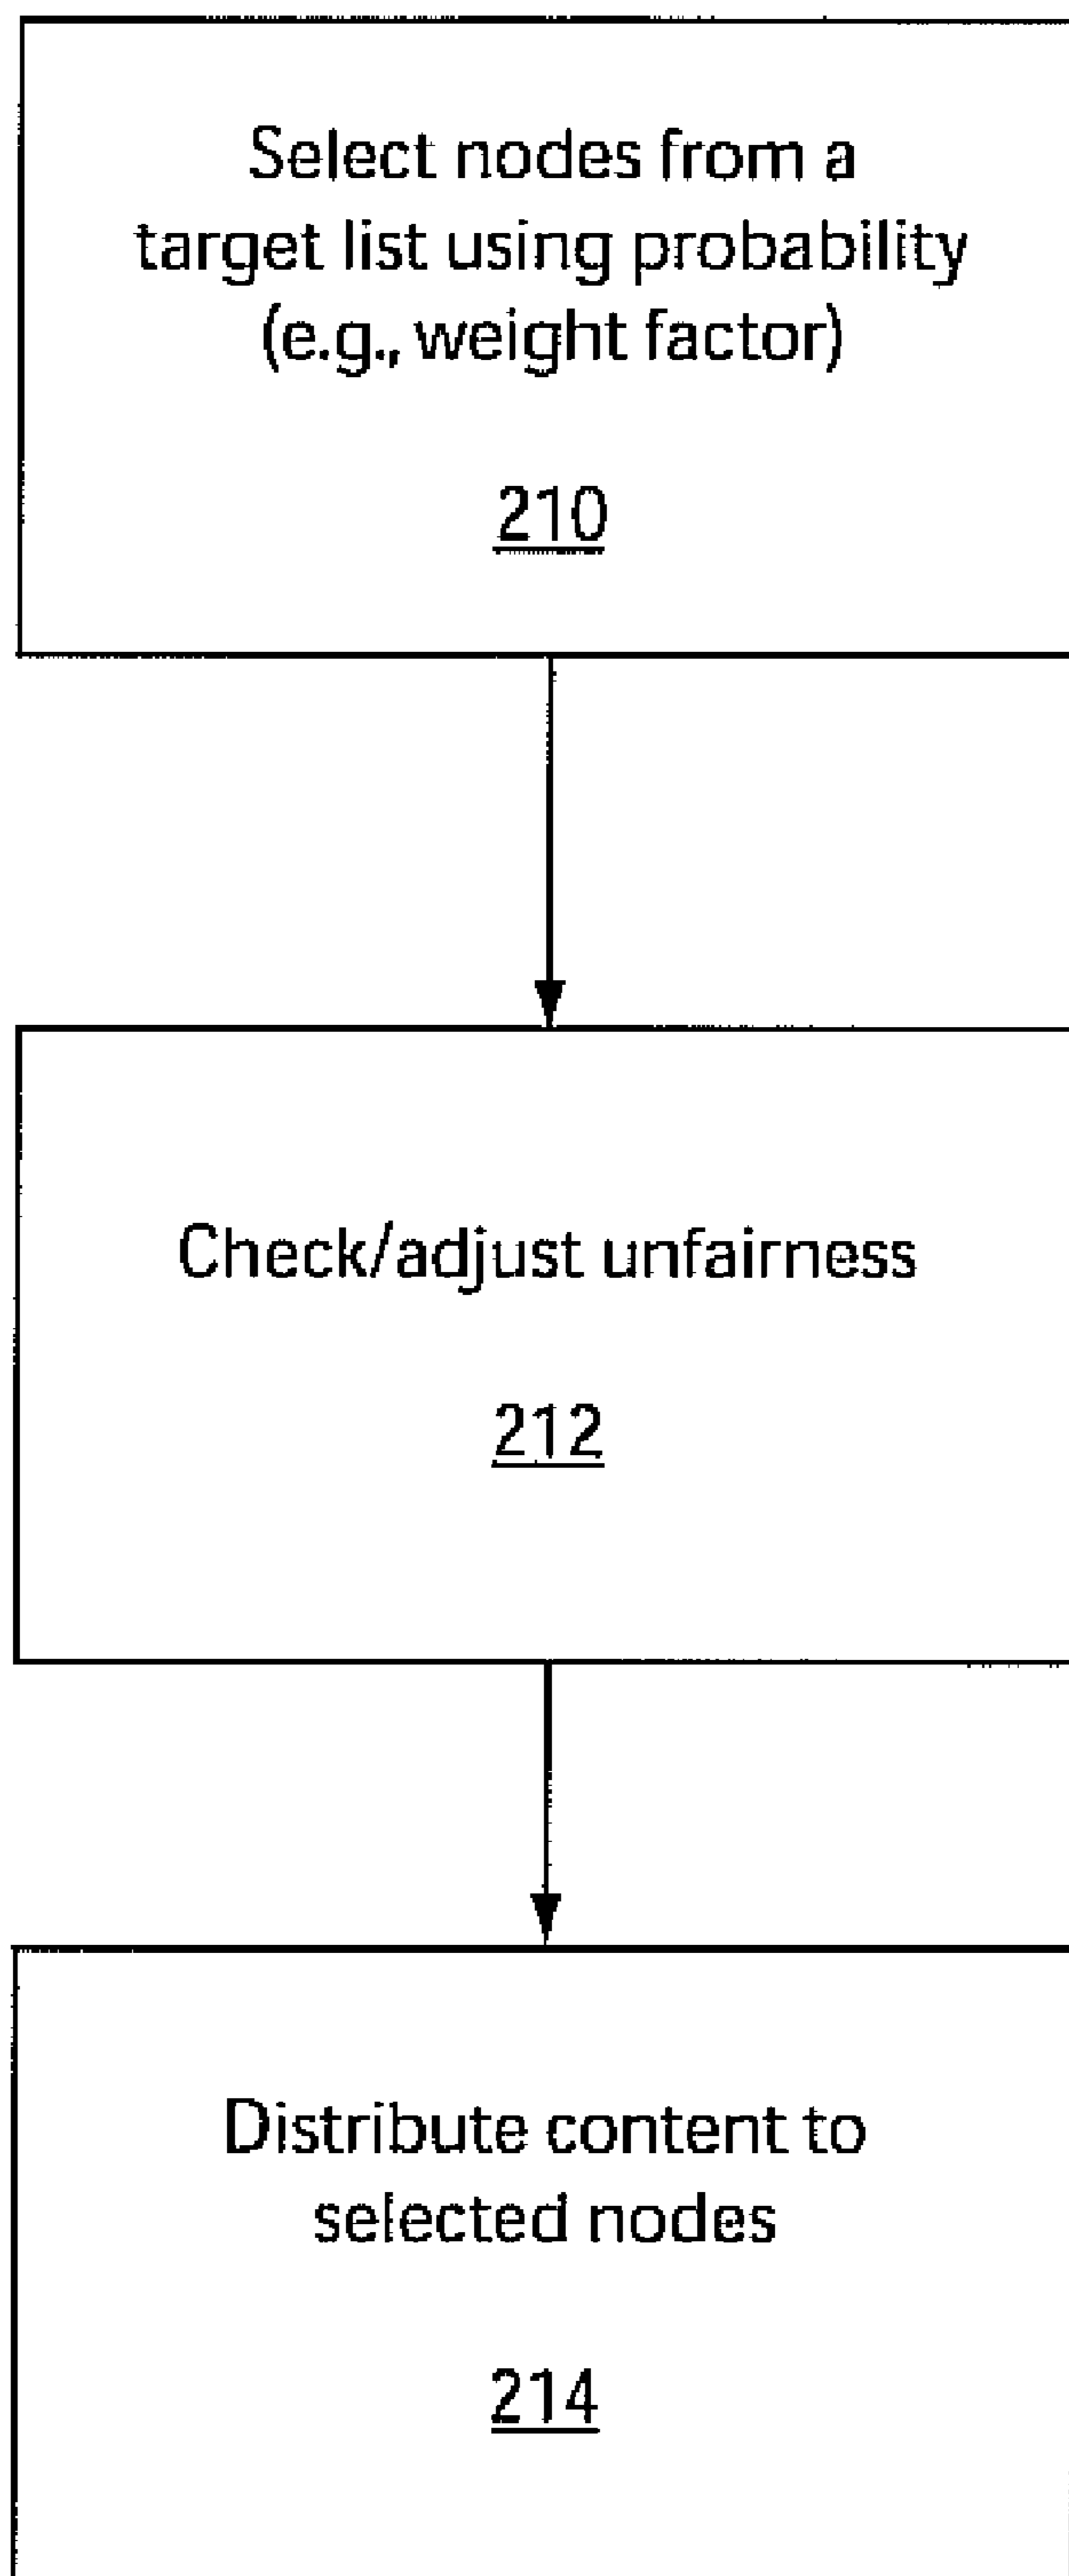 Select nodes from a
target list using probability
(e.g., weight factor)
210
Check/adjust unfairness
212
Distribute content to
selected nodes
214